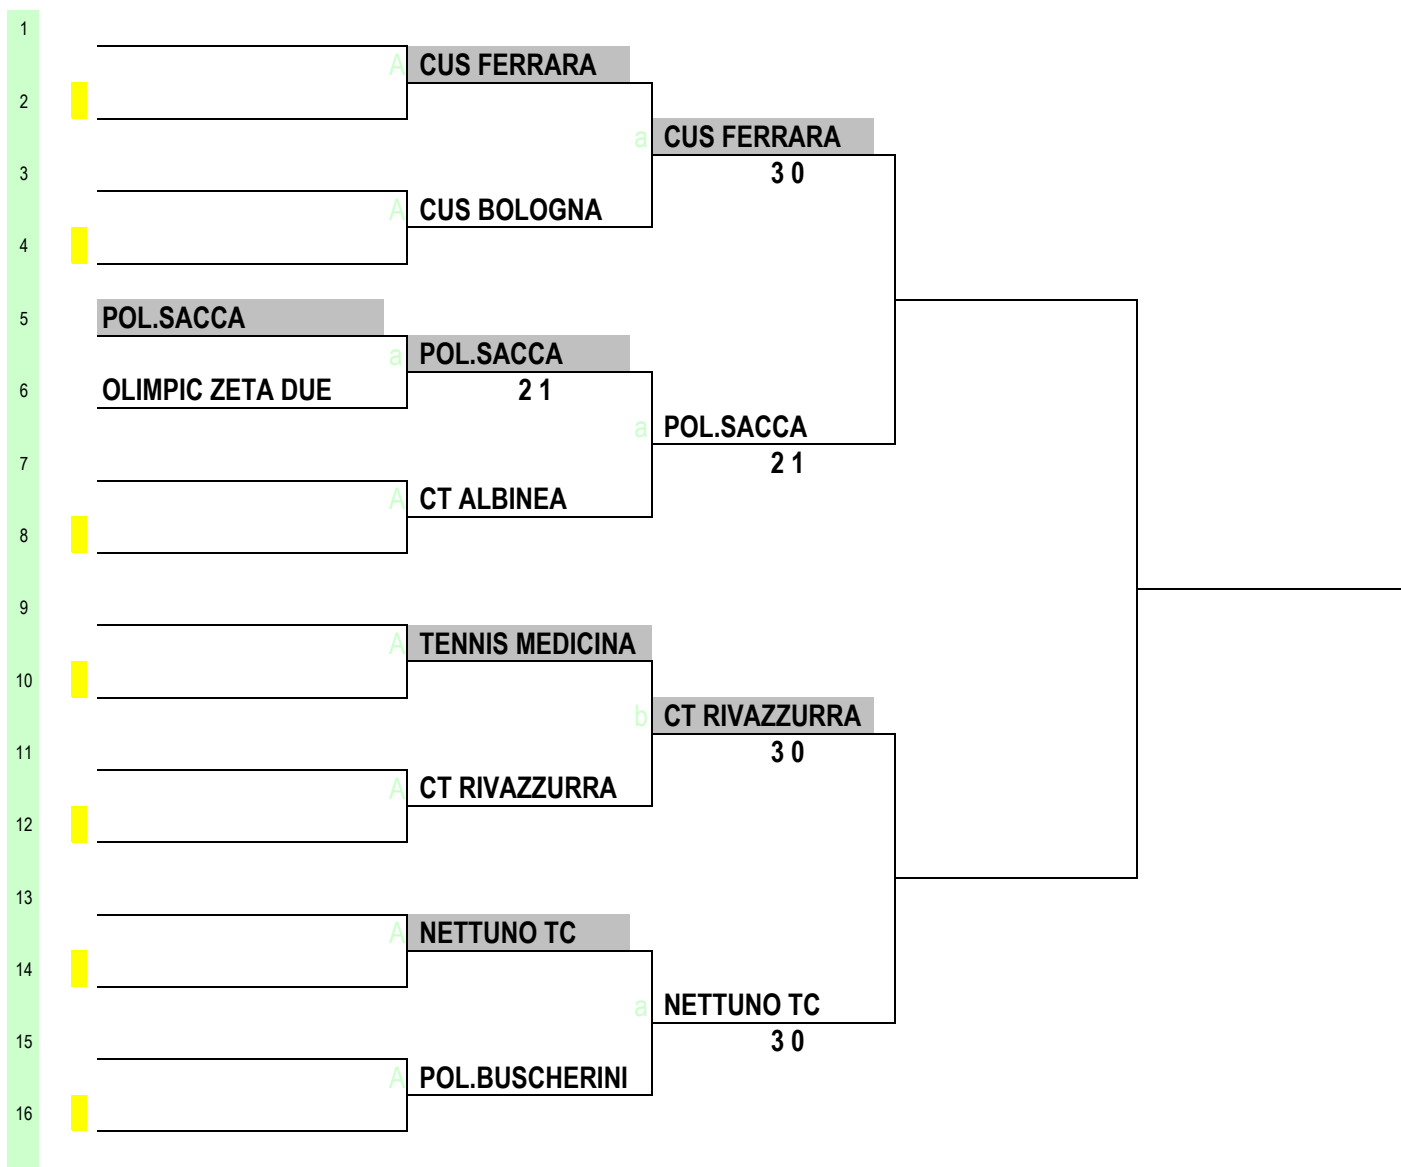 1
A CUS FERRARA
2
a CUS FERRARA
3 3 0
A CUS BOLOGNA
4
5 POL.SACCA
a POL.SACCA
6 OLIMPIC ZETA DUE 2 1
a POL.SACCA
7 2 1
A CT ALBINEA
8
9
A TENNIS MEDICINA
10
b CT RIVAZZURRA
11 3 0
A CT RIVAZZURRA
12
13
A NETTUNO TC
14
a NETTUNO TC
15 3 0
A POL.BUSCHERINI
16